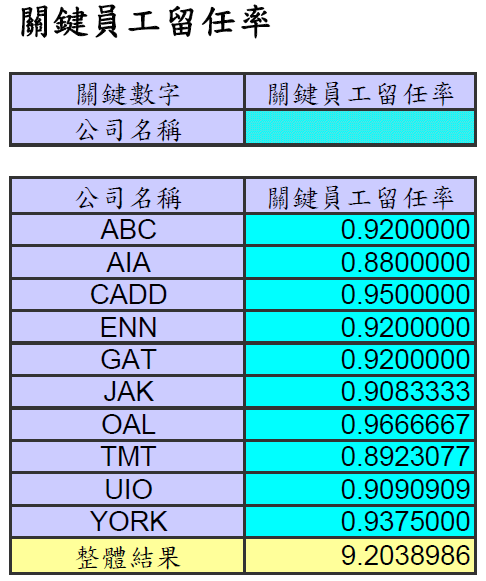 關鍵員工留任率
關鍵數字 關鍵員工留任率
公司名稱
公司名稱 關鍵員工留任率
ABC 0.9200000
AIA 0.8800000
CADD 0.9500000
ENN 0.9200000
GAT 0.9200000
JAK 0.9083333
OAL 0.9666667
TMT 0.8923077
UIO 0.9090909
YORK 0.9375000
整體結果 9.2038986